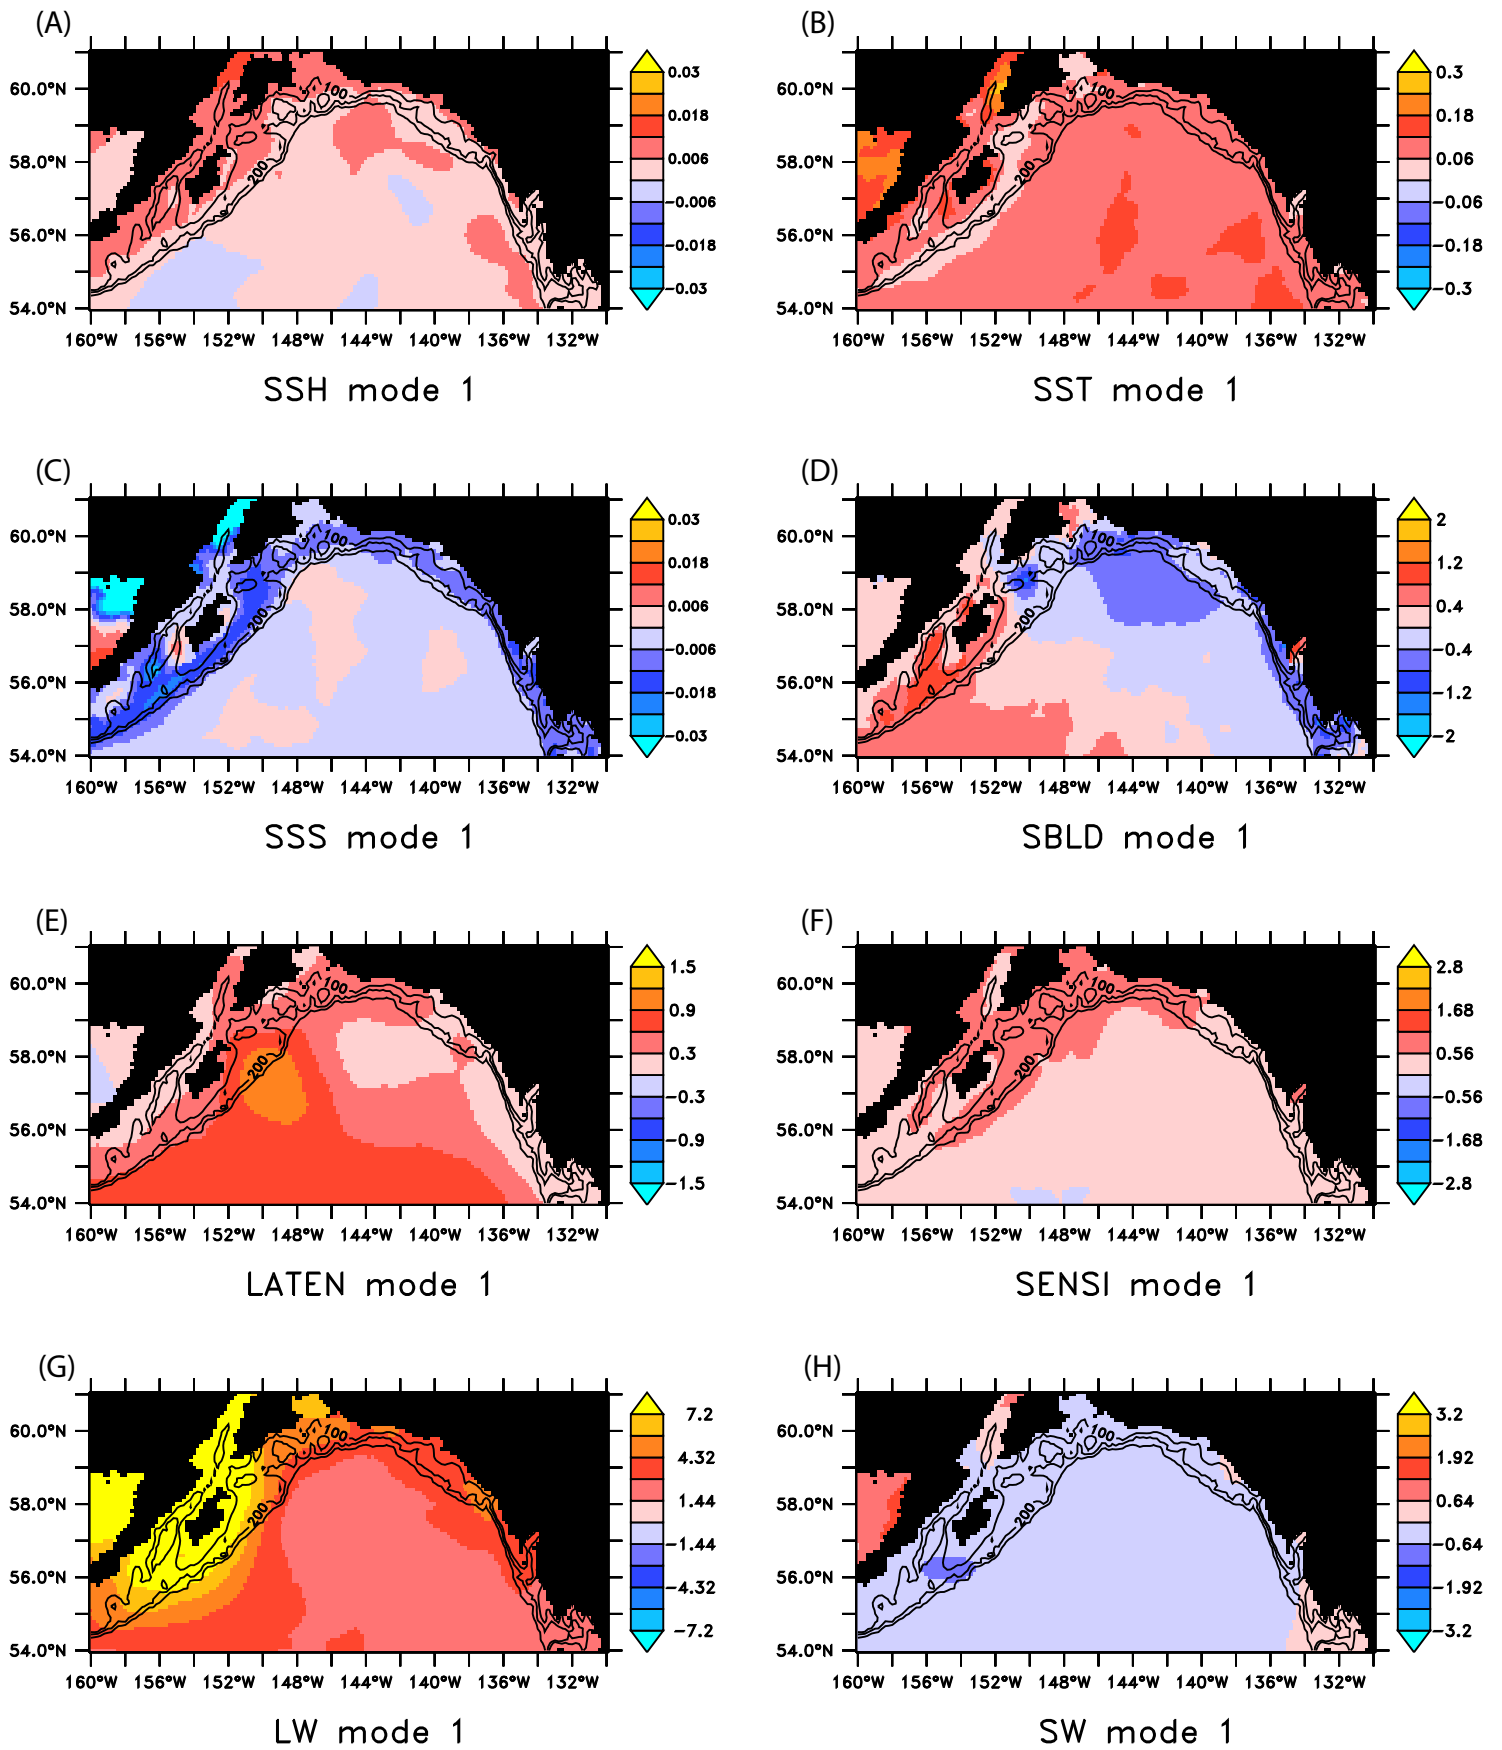 (A) (B)
60.0°N 58.0°N 56.0°N 54.0°N
100 200
0.03 0.018 0.006 −0.006 −0.018 −0.03
160°W 156°W 152°W 148°W 144°W 140°W 136°W 132°W
SSH mode 1
60.0°N 58.0°N 56.0°N 54.0°N
100 200
0.3 0.18 0.06 −0.06 −0.18 −0.3
160°W 156°W 152°W 148°W 144°W 140°W 136°W 132°W
SST mode 1
(C) (D)
60.0°N 58.0°N 56.0°N 54.0°N
100 200
0.03 0.018 0.006 −0.006 −0.018 −0.03
160°W 156°W 152°W 148°W 144°W 140°W 136°W 132°W
SSS mode 1
60.0°N 58.0°N 56.0°N 54.0°N
100 200
2 1.2 0.4 −0.4 −1.2 −2
160°W 156°W 152°W 148°W 144°W 140°W 136°W 132°W
SBLD mode 1
(E) (F)
60.0°N 58.0°N 56.0°N 54.0°N
100 200
1.5 0.9 0.3 −0.3 −0.9 −1.5
160°W 156°W 152°W 148°W 144°W 140°W 136°W 132°W
LATEN mode 1
60.0°N 58.0°N 56.0°N 54.0°N
100 200
2.8 1.68 0.56 −0.56 −1.68 −2.8
160°W 156°W 152°W 148°W 144°W 140°W 136°W 132°W
SENSI mode 1
(G) (H)
60.0°N 58.0°N 56.0°N 54.0°N
100 200
7.2 4.32 1.44 −1.44 −4.32 −7.2
160°W 156°W 152°W 148°W 144°W 140°W 136°W 132°W
LW mode 1
60.0°N 58.0°N 56.0°N 54.0°N
100 200
3.2 1.92 0.64 −0.64 −1.92 −3.2
160°W 156°W 152°W 148°W 144°W 140°W 136°W 132°W
SW mode 1